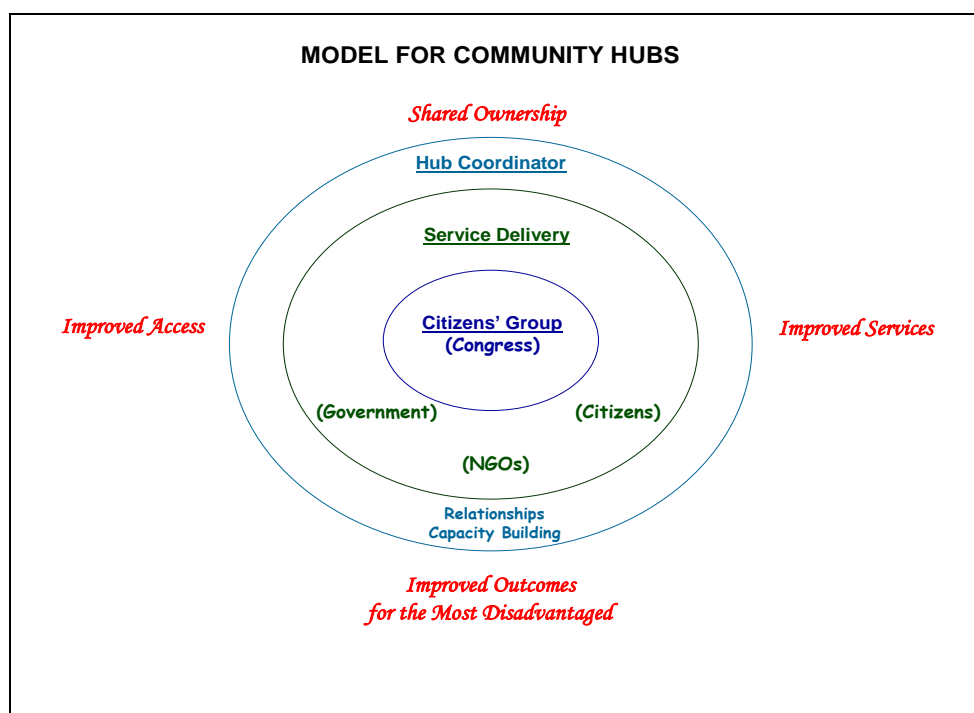 MODEL FOR COMMUNITY HUBS
Shared Ownership
Hub Coordinator
Service Delivery
Improved Access
Citizens’ Group
(Congress)
Improved Services
(Government)
(Citizens)
(NGOs)
Relationships
Capacity Building
Improved Outcomes
for the Most Disadvantaged